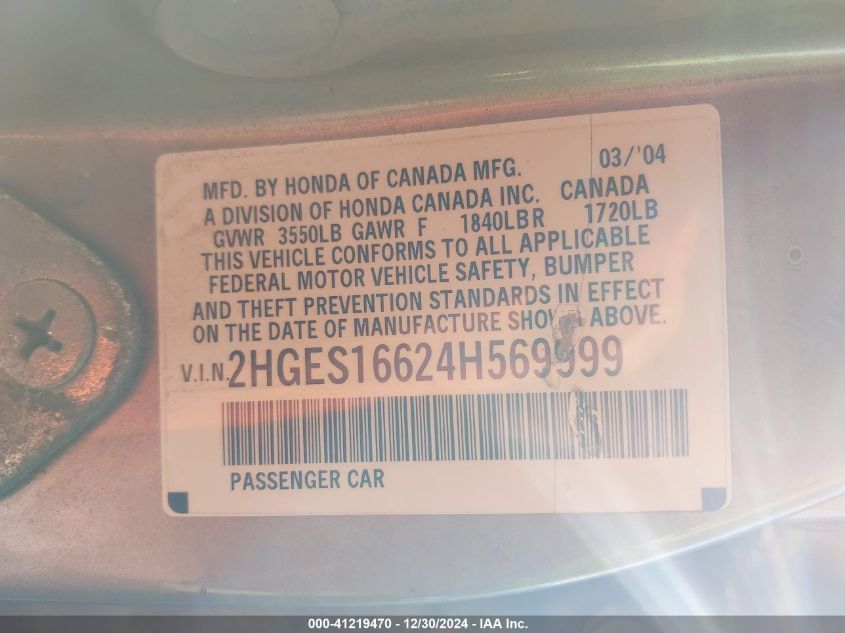 03/'04
MFD. BY HONDA OF CANADA MFG.
A DIVISION OF HONDA CANADA INC. CANADA
GVWR 3550LB GAWR F 1840LBR 1720LB
THIS VEHICLE CONFORMS TO ALL APPLICABLE
FEDERAL MOTOR VEHICLE SAFETY, BUMPER
AND THEFT PREVENTION STANDARDS IN EFFECT
ON THE DATE OF MANUFACTURE SHOWN ABOVE.
V.I.N. 2HGES16624H569999
PASSENGER CAR
000-41219470 - 12/30/2024 - IAA Inc.